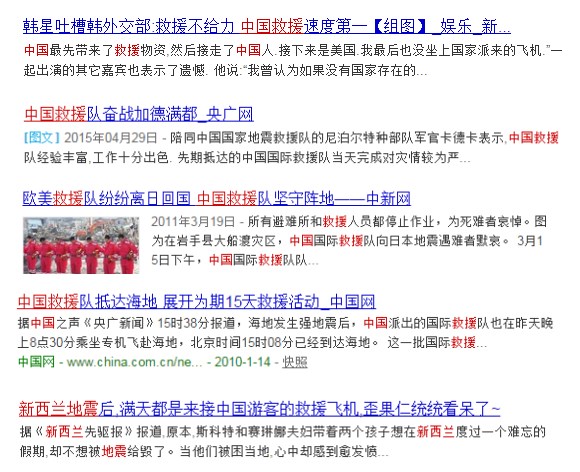 韩星吐槽韩外交部:救援不给力 中国救援速度第一【组图】_娱乐_新...
中国最先带来了救援物资,然后接走了中国人.接下来是美国.我最后也没坐上国家派来的飞机."一
起出演的其它嘉宾也表示了遗憾. 他说:"我曾认为如果没有国家存在的...
中国救援队奋战加德满都_央广网
[图文] 2015年04月29日 - 陪同中国国家地震救援队的尼泊尔特种部队军官卡德卡表示,中国救援
队经验丰富,工作十分出色. 先期抵达的中国国际救援队当天完成对灾情较为严...
欧美救援队纷纷离日回国 中国救援队坚守阵地——中新网
2011年3月19日 - 所有避难所和救援人员都停止作业，为死难者哀悼。图
为在岩手县大船渡灾区，中国国际救援队向日本地震遇难者默哀。 3月1
5日下午，中国国际救援队队...
中国救援队抵达海地 展开为期15天救援活动_中国网
据中国之声《央广新闻》15时38分报道，海地发生强地震后，中国派出的国际救援队也在昨天晚
上8点30分乘坐专机飞赴海地，北京时间15时08分已经到达海地。 这一批国际救援...
中国网 - www.china.com.cn/ne... - 2010-1-14 - 快照
新西兰地震后,满天都是来接中国游客的救援飞机,歪果仁统统看呆了~
据《新西兰先驱报》报道,原本,斯科特和赛琳娜夫妇带着两个孩子想在新西兰度过一个难忘的
假期,却不想被地震给毁了。当他们被困当地,心中却感到愈发愤...